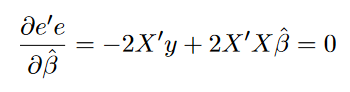 ∂e′e/∂β̂ = −2X′y + 2X′Xβ̂ = 0